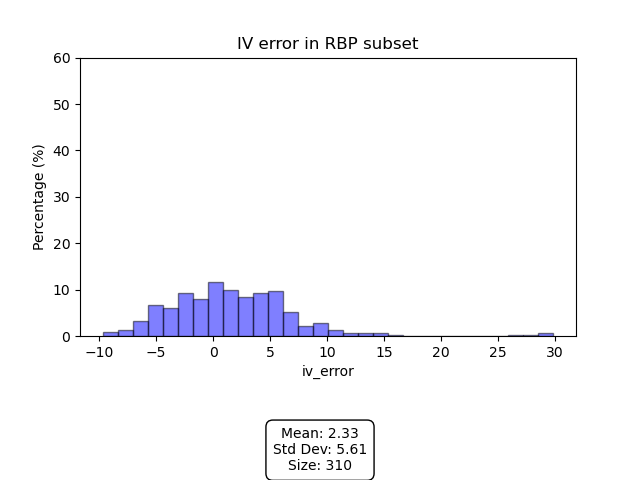 IV error in RBP subset
60
50
40
30
20
10
0
Percentage (%)
−10 −5 0 5 10 15 20 25 30
iv_error
Mean: 2.33
Std Dev: 5.61
Size: 310